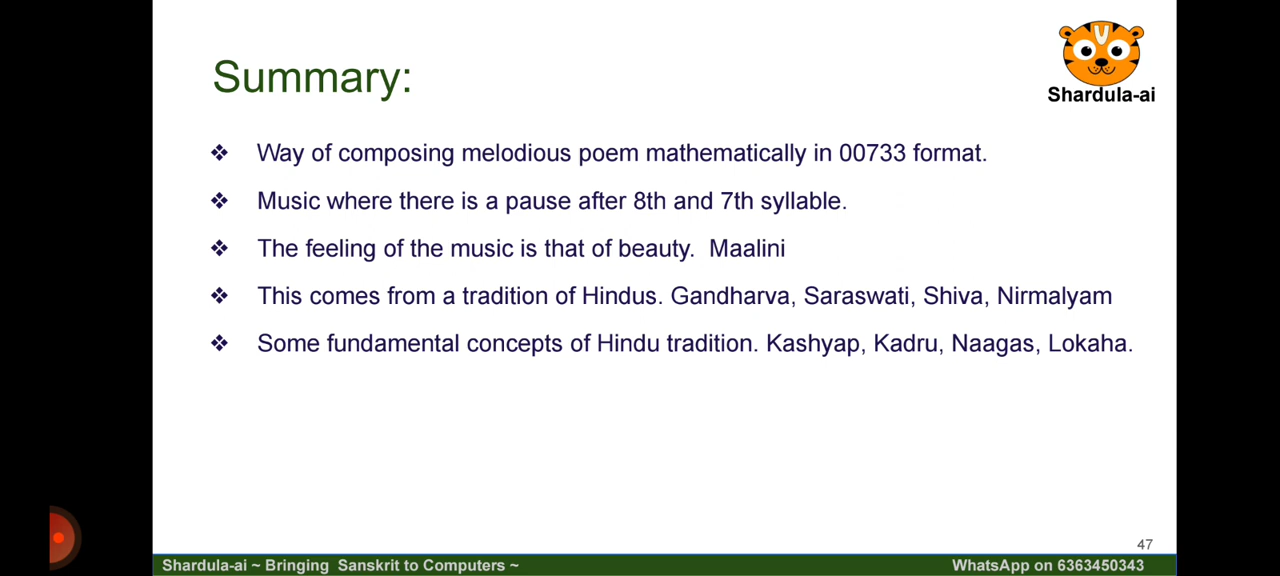 Summary:
Shardula-ai
❖ Way of composing melodious poem mathematically in 00733 format.
❖ Music where there is a pause after 8th and 7th syllable.
❖ The feeling of the music is that of beauty. Maalini
❖ This comes from a tradition of Hindus. Gandharva, Saraswati, Shiva, Nirmalyam
❖ Some fundamental concepts of Hindu tradition. Kashyap, Kadru, Naagas, Lokaha.
47
Shardula-ai ~ Bringing Sanskrit to Computers ~
WhatsApp on 6363450343